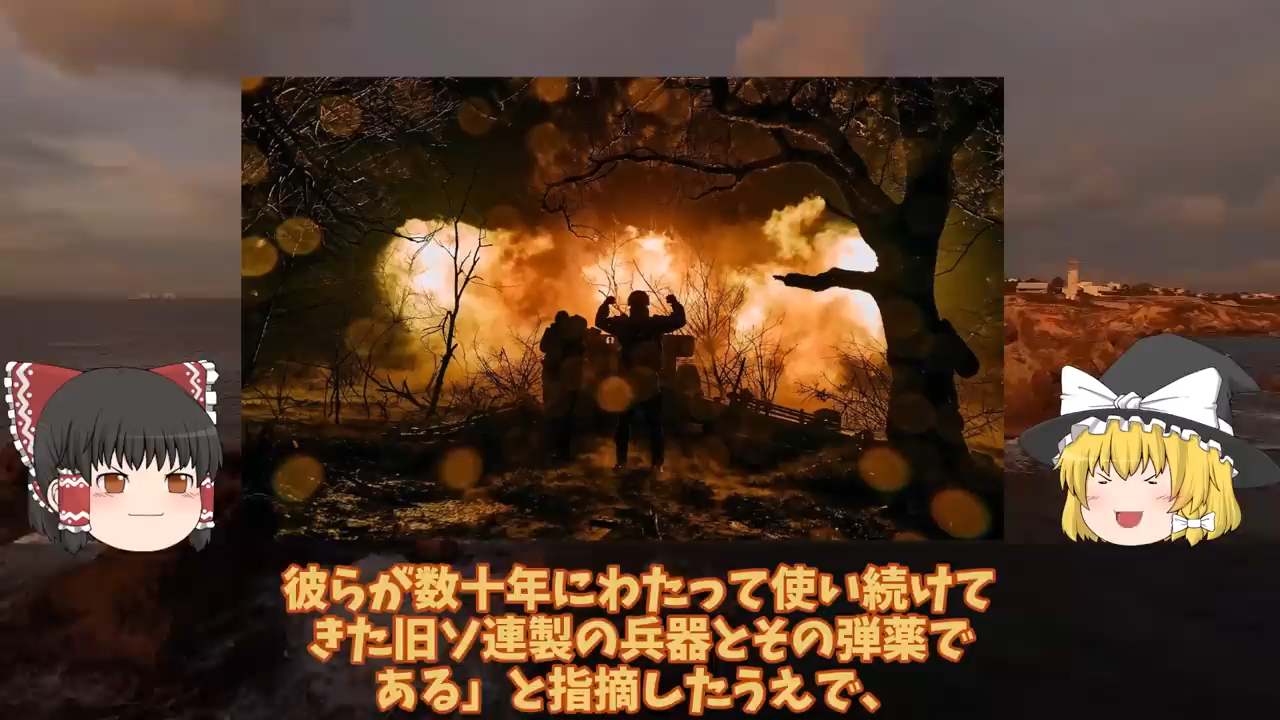 彼らが数十年にわたって使い続けて
きた旧ソ連製の兵器とその弾薬で
ある」と指摘したうえで、